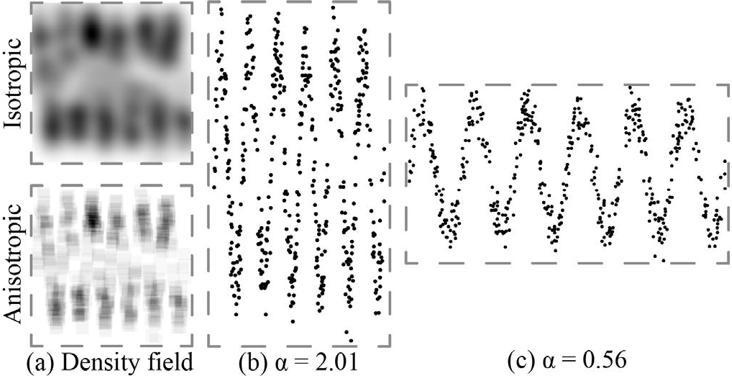 Isotropic
Anisotropic
(a) Density field
(b) α = 2.01
(c) α = 0.56